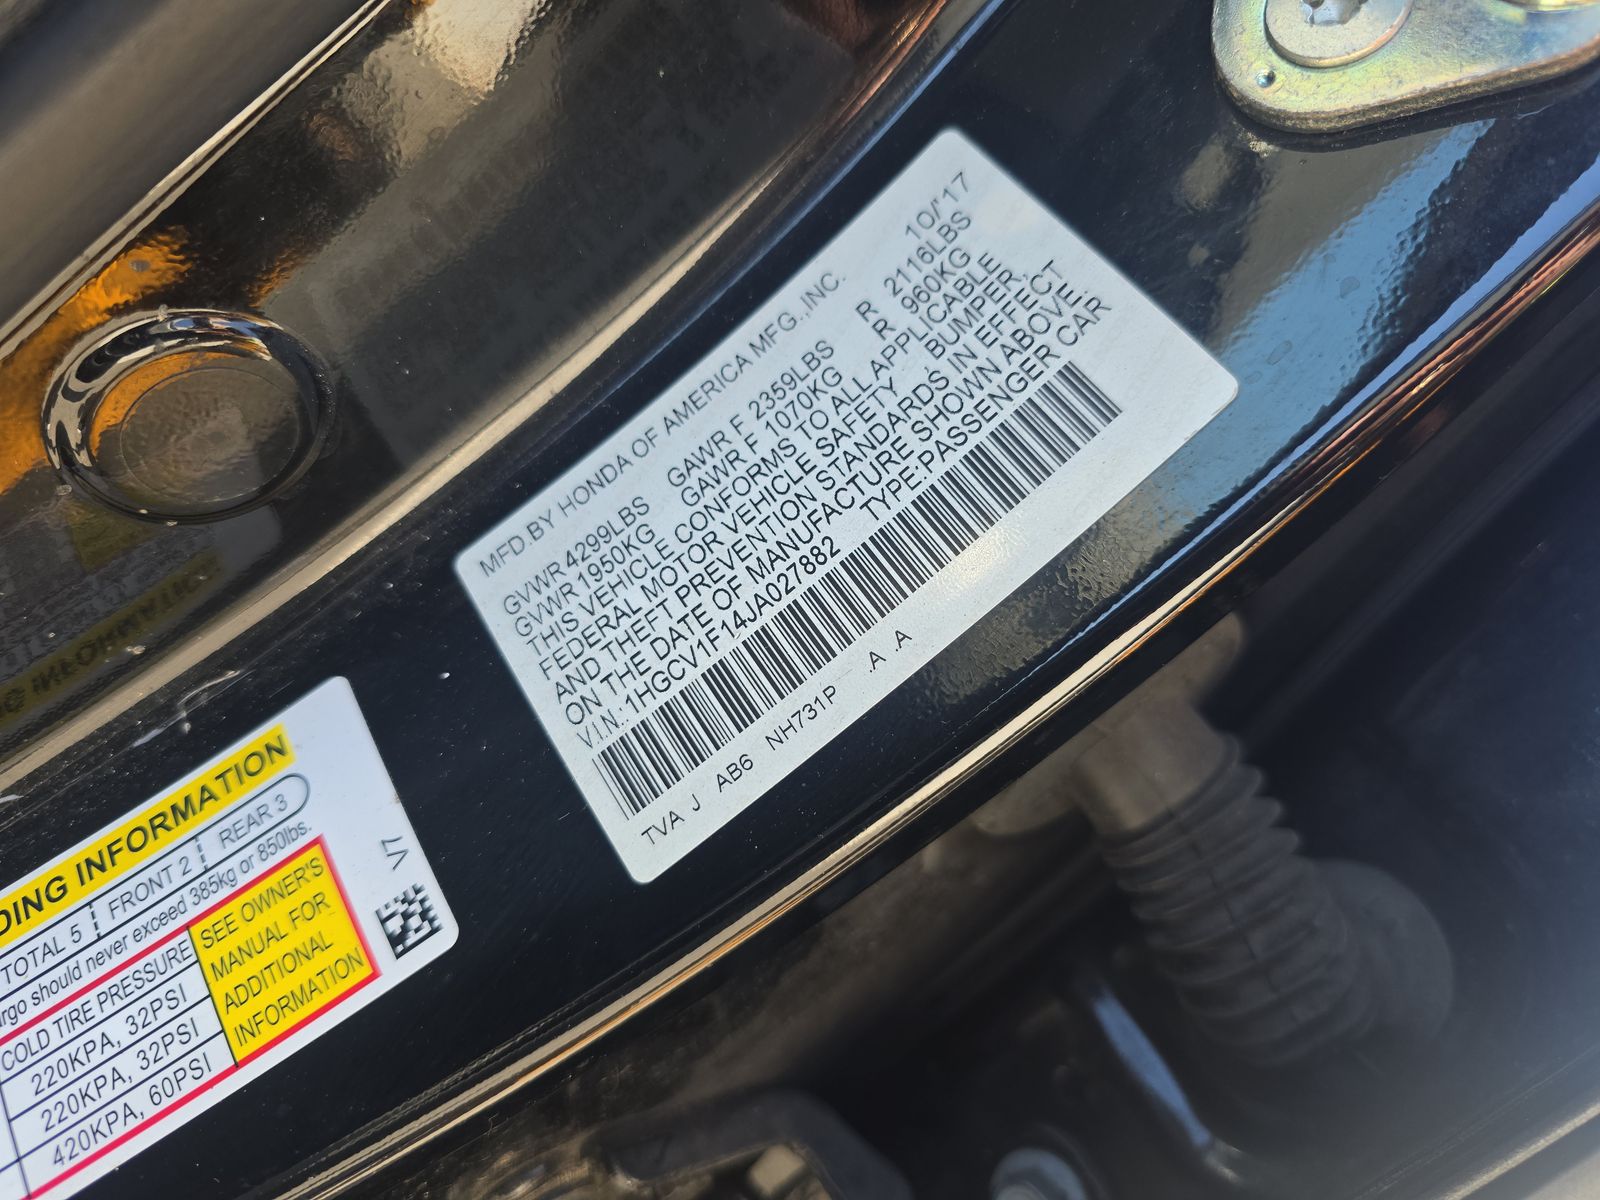 MFD.BY HONDA OF AMERICA MFG.,INC. 10/'17
GVWR 4299LBS GAWR F 2359LBS R 2116LBS
GVWR 1950KG GAWR F 1070KG R 960KG
THIS VEHICLE CONFORMS TO ALL APPLICABLE
FEDERAL MOTOR VEHICLE SAFETY , BUMPER,
AND THEFT PREVENTION STANDARDS IN EFFECT
ON THE DATE OF MANUFACTURE SHOWN ABOVE.
V.I.N.:1HGCV1F14JA027882 TYPE:PASSENGER CAR
TVA J AB6 NH731P .A .A
INFORMATION
TOTAL 5 FRONT 2 REAR 3
should never exceed 385kg or 850lbs.
COLD TIRE PRESSURE
220KPA, 32PSI
220KPA, 32PSI
420KPA, 60PSI
SEE OWNER'S
MANUAL FOR
ADDITIONAL
INFORMATION
V7